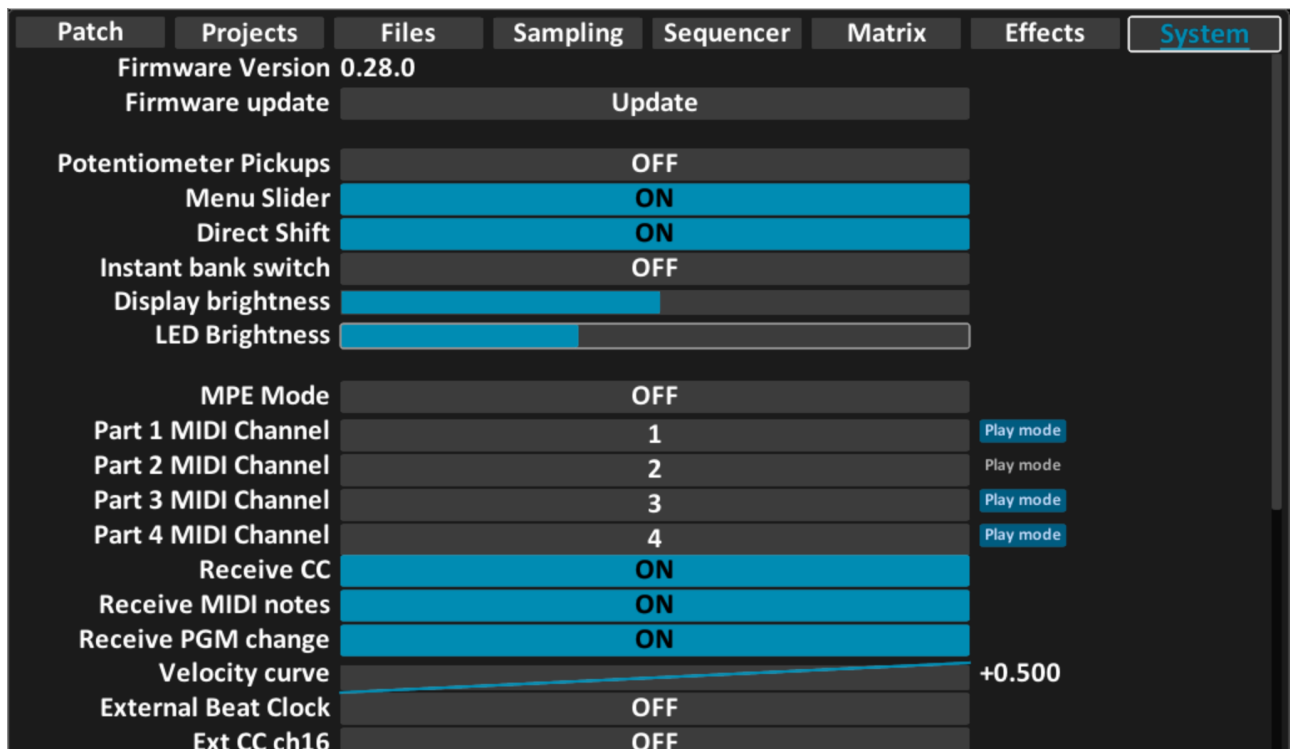 Patch Projects Files Sampling Sequencer Matrix Effects System
Firmware Version 0.28.0
Firmware update Update
Potentiometer Pickups OFF
Menu Slider ON
Direct Shift ON
Instant bank switch OFF
Display brightness
LED Brightness
MPE Mode OFF
Part 1 MIDI Channel 1 Play mode
Part 2 MIDI Channel 2 Play mode
Part 3 MIDI Channel 3 Play mode
Part 4 MIDI Channel 4 Play mode
Receive CC ON
Receive MIDI notes ON
Receive PGM change ON
Velocity curve +0.500
External Beat Clock OFF
Ext CC ch16 OFF